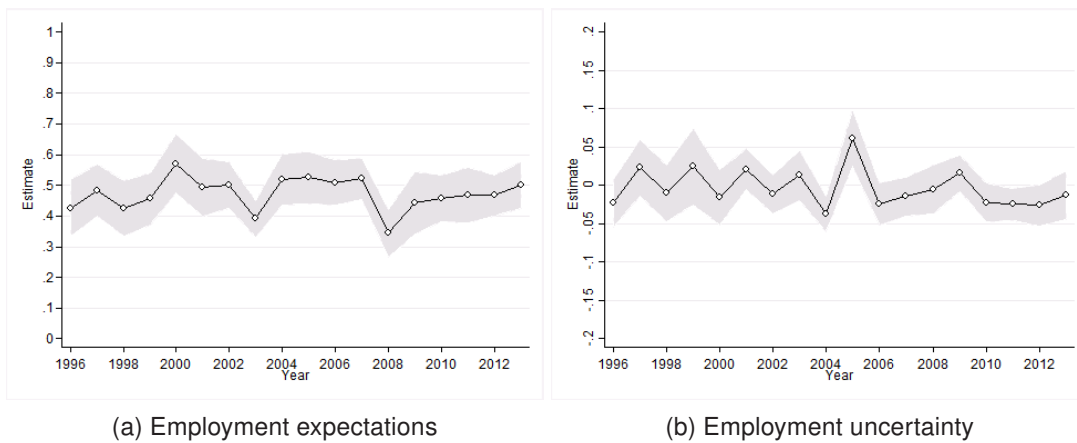 1
.9
.8
.7
.6
.5
.4
.3
.2
.1
0
Estimate
1996 1998 2000 2002 2004 2006 2008 2010 2012
Year
(a) Employment expectations
.2
.15
.1
.05
0
-.05
-.1
-.15
-.2
Estimate
1996 1998 2000 2002 2004 2006 2008 2010 2012
Year
(b) Employment uncertainty